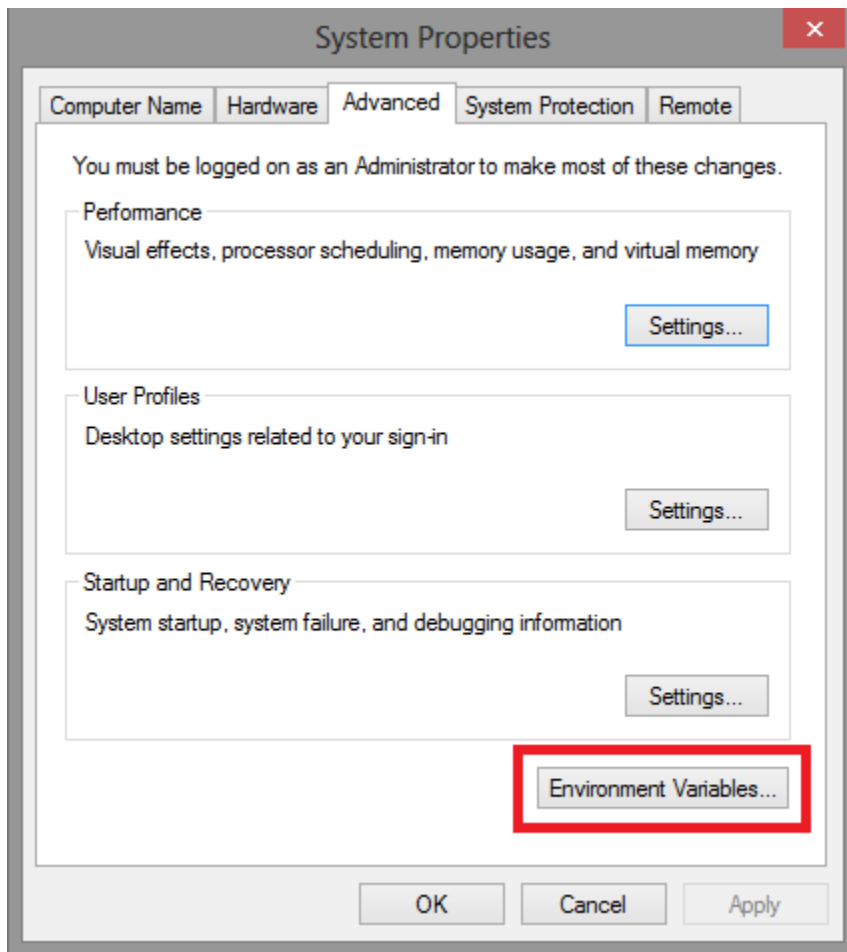 System Properties
Computer Name Hardware Advanced System Protection Remote
You must be logged on as an Administrator to make most of these changes.
Performance
Visual effects, processor scheduling, memory usage, and virtual memory
Settings...
User Profiles
Desktop settings related to your sign-in
Settings...
Startup and Recovery
System startup, system failure, and debugging information
Settings...
Environment Variables...
OK Cancel Apply